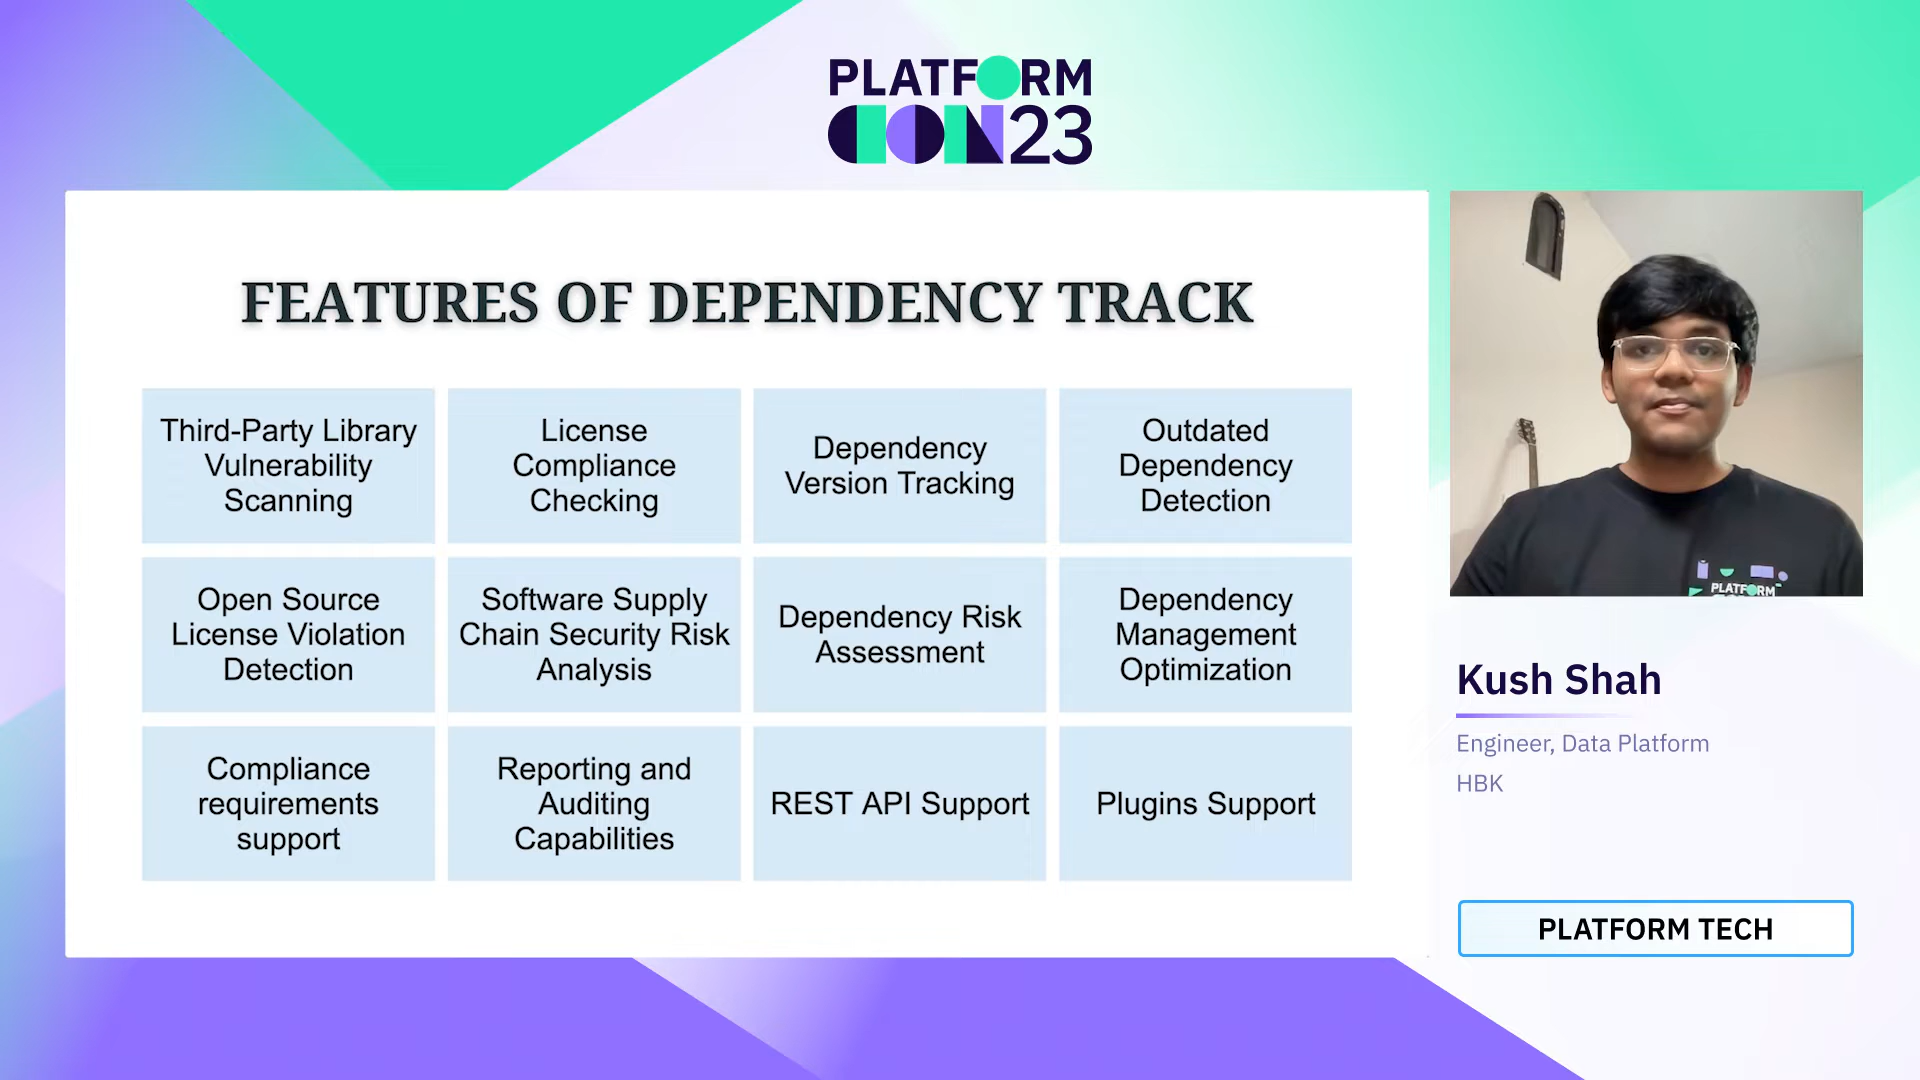 PLATFORM
CON23
FEATURES OF DEPENDENCY TRACK
Third-Party Library
Vulnerability
Scanning
License
Compliance
Checking
Dependency
Version Tracking
Outdated
Dependency
Detection
Open Source
License Violation
Detection
Software Supply
Chain Security Risk
Analysis
Dependency Risk
Assessment
Dependency
Management
Optimization
Compliance
requirements
support
Reporting and
Auditing
Capabilities
REST API Support
Plugins Support
PLATFORM
Kush Shah
Engineer, Data Platform
HBK
PLATFORM TECH